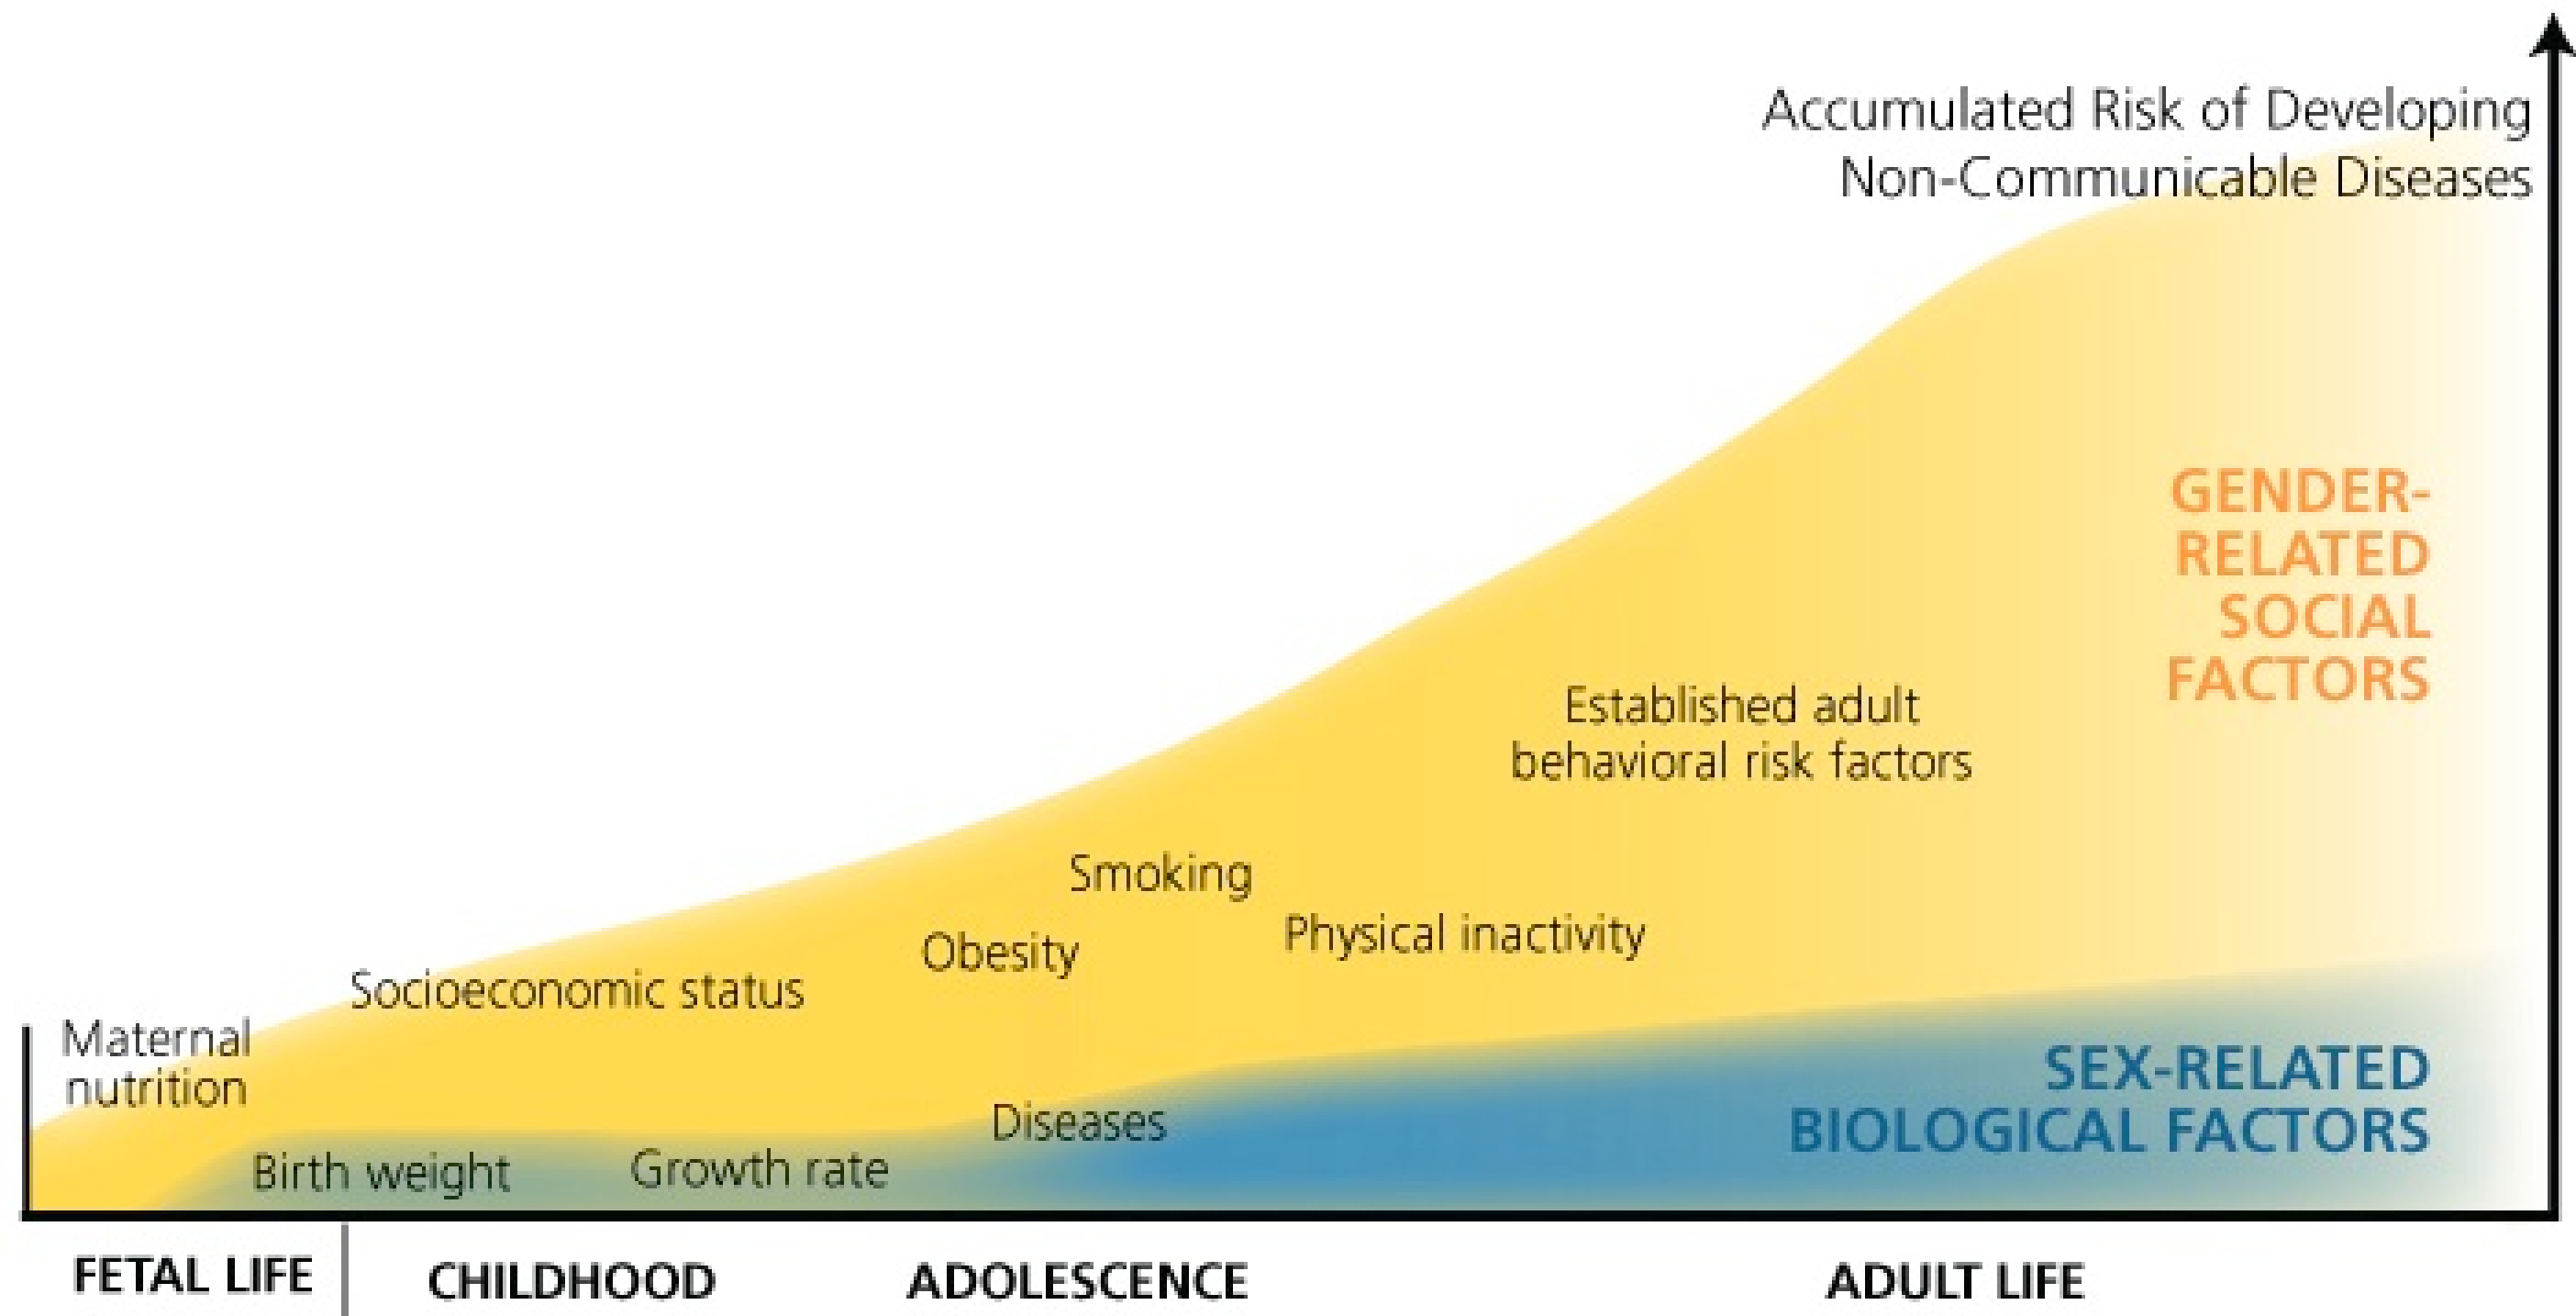 Accumulated Risk of Developing
Non-Communicable Diseases
GENDER-
RELATED
SOCIAL
FACTORS
Established adult
behavioral risk factors
Smoking
Physical inactivity
Obesity
Socioeconomic status
Maternal
nutrition
SEX-RELATED
BIOLOGICAL FACTORS
Diseases
Birth weight
Growth rate
FETAL LIFE
CHILDHOOD
ADOLESCENCE
ADULT LIFE